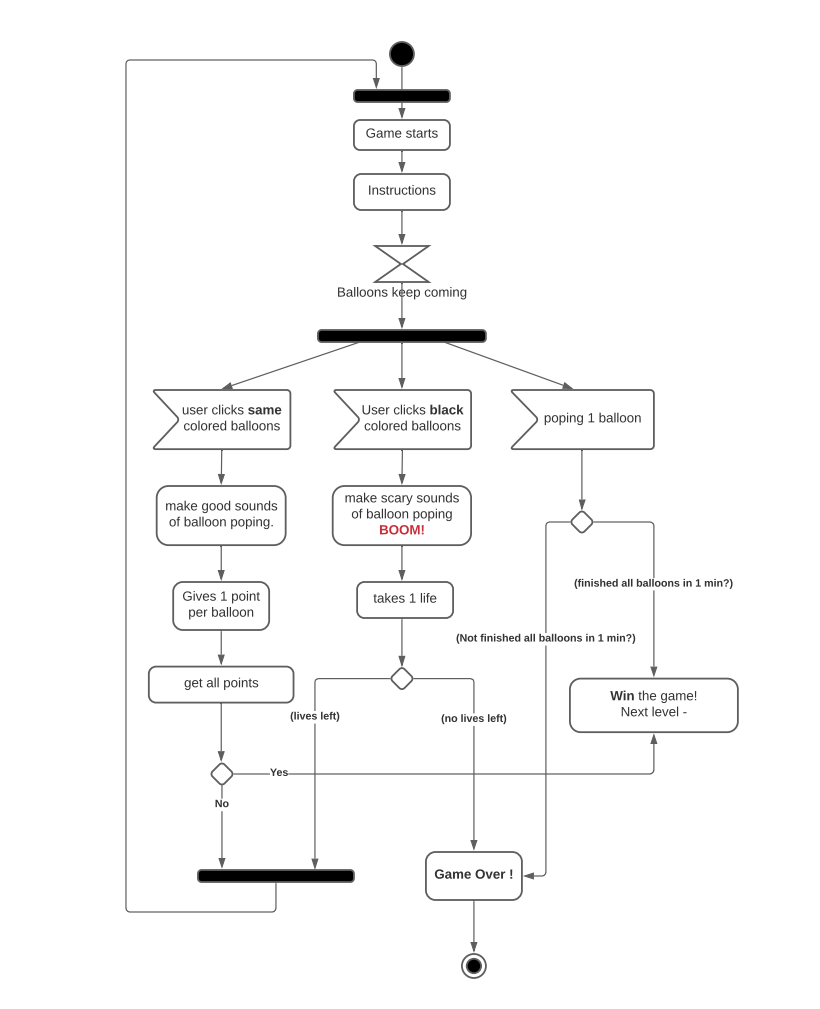 Game starts
Instructions
Balloons keep coming
user clicks same
colored balloons
User clicks black
colored balloons
poping 1 balloon
make good sounds
of balloon poping.
make scary sounds
of balloon poping
BOOM!
(finished all balloons in 1 min?)
Gives 1 point
per balloon
takes 1 life
(Not finished all balloons in 1 min?)
get all points
Win the game!
Next level -
(lives left)
(no lives left)
Yes
No
Game Over !